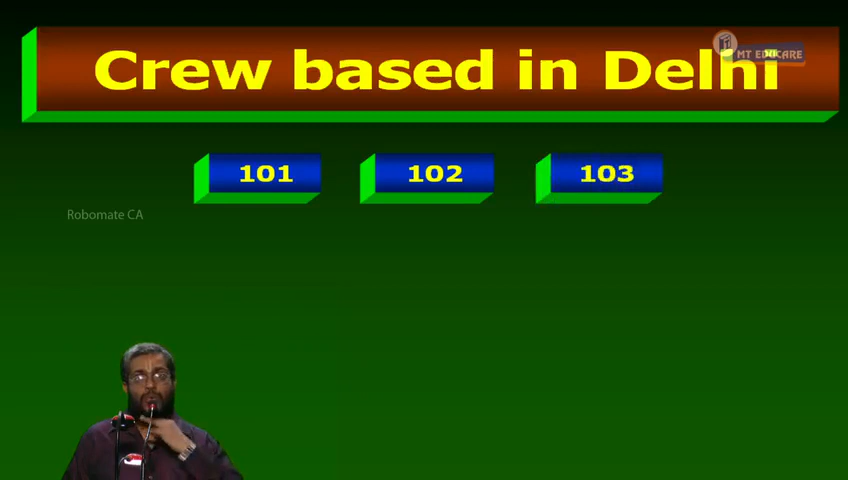 Crew based in Delhi
MT EDUCARE
101 102 103
Robomate CA